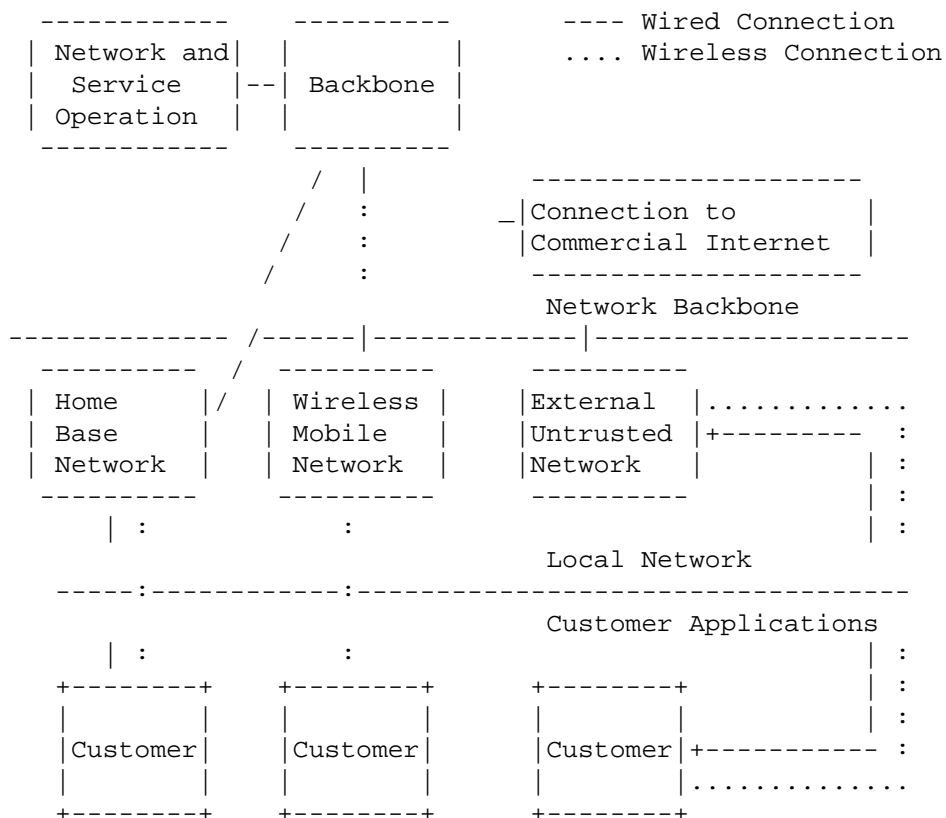 ---- Wired Connection
.... Wireless Connection
Network and
Service
Operation
Backbone
Connection to
Commercial Internet
Network Backbone
Home
Base
Network
Wireless
Mobile
Network
External
Untrusted
Network
Local Network
Customer Applications
Customer
Customer
Customer